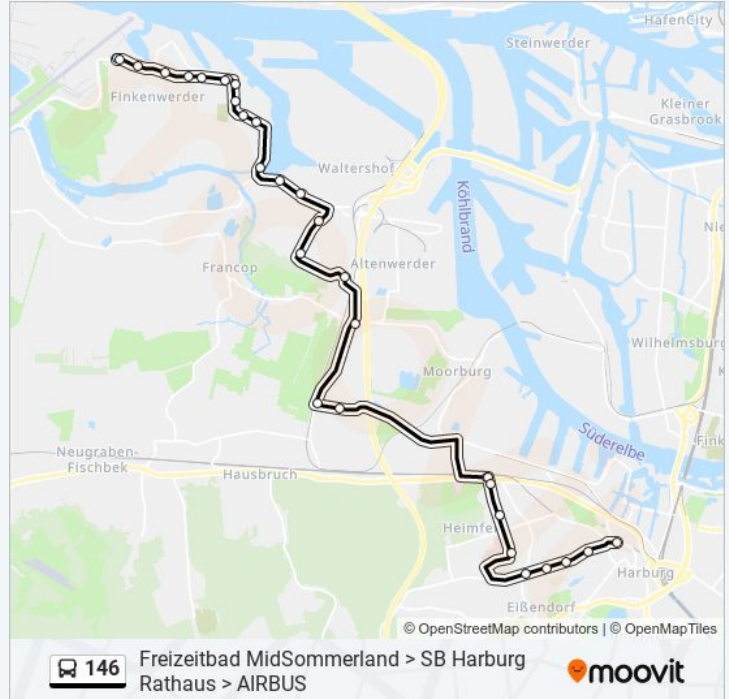 HafenCity
Steinwerder
Finkenwerder
Kleiner
Grasbrook
Waltershof
Köhlbrand
Francop
Altenwerder
Wilhelmsburg
Moorburg
Süderelbe
Neugraben-
Fischbek
Hausbruch
Harburg
Eißendorf
© OpenStreetMap contributors | © OpenMapTiles
146
Freizeitbad MidSommerland > SB Harburg
Rathaus > AIRBUS
moovit